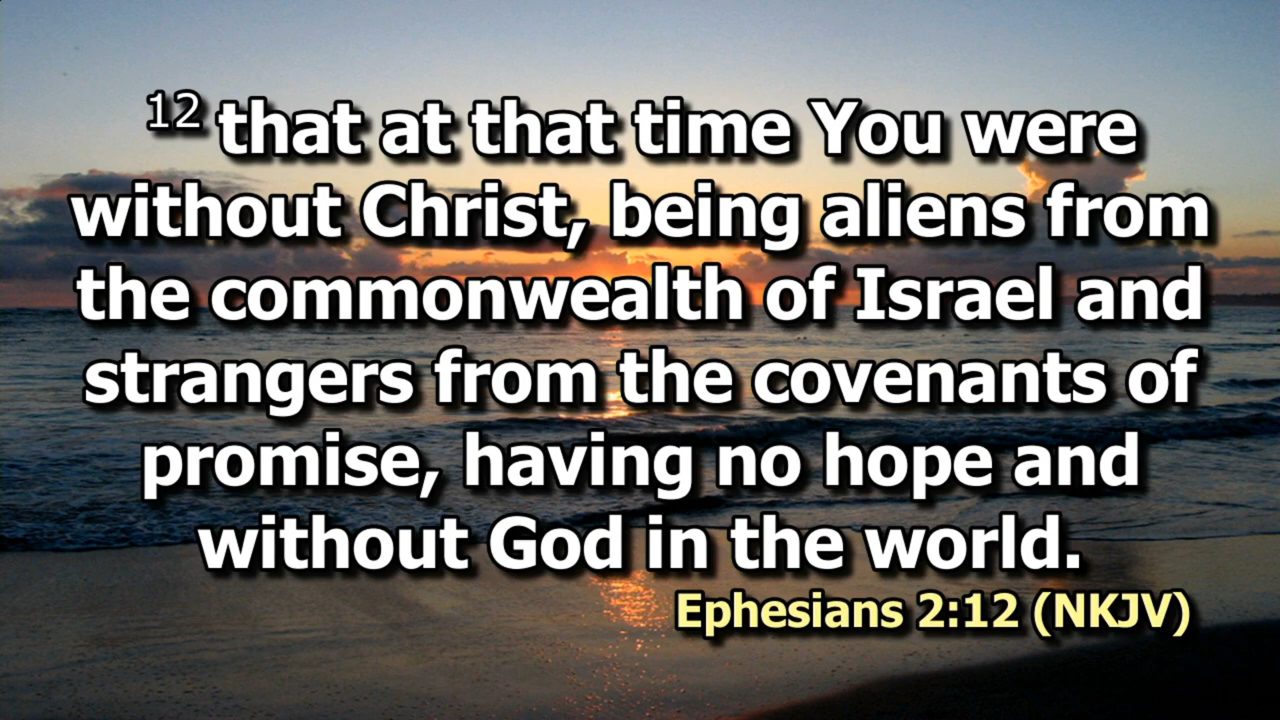 12 that at that time You were
without Christ, being aliens from
the commonwealth of Israel and
strangers from the covenants of
promise, having no hope and
without God in the world.
Ephesians 2:12 (NKJV)